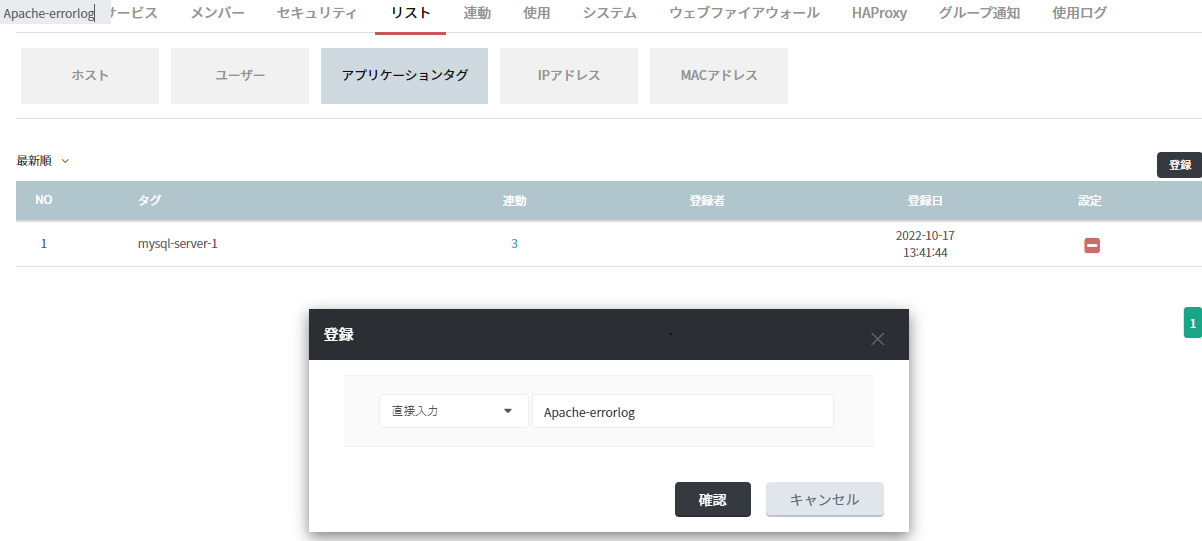 Apache-errorlog
サービス メンバー セキュリティ リスト 連動 使用 システム ウェブファイアウォール HAProxy グループ通知 使用ログ
ホスト ユーザー アプリケーションタグ IPアドレス MACアドレス
最新順
登録
NO タグ 連動 登録者 登録日 設定
1 mysql-server-1 3 2022-10-17
13:41:44
1
登録
直接入力 Apache-errorlog
確認 キャンセル